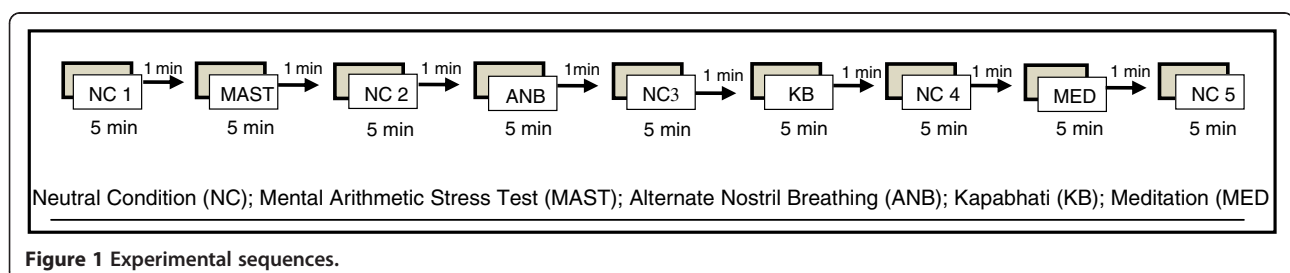 1 min 1 min 1 min 1min 1 min 1 min 1 min 1 min
NC 1 MAST NC 2 ANB NC3 KB NC 4 MED NC 5
5 min 5 min 5 min 5 min 5 min 5 min 5 min 5 min 5 min
Neutral Condition (NC); Mental Arithmetic Stress Test (MAST); Alternate Nostril Breathing (ANB); Kapabhati (KB); Meditation (MED
Figure 1 Experimental sequences.